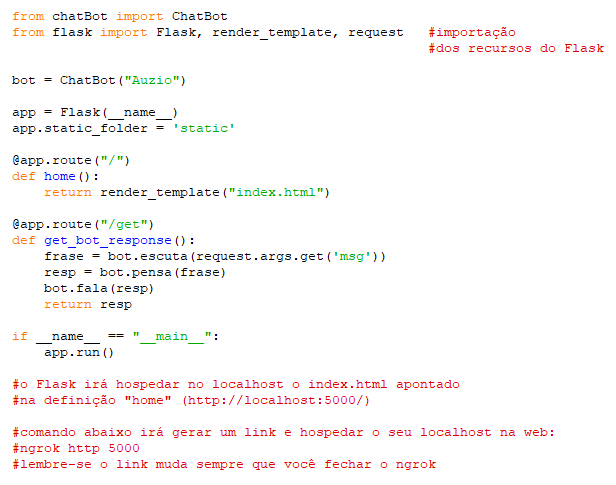 from chatBot import ChatBot
from flask import Flask, render_template, request   #importação
                                                    #dos recursos do Flask
bot = ChatBot("Auzio")
app = Flask(__name__)
app.static_folder = 'static'
@app.route("/")
def home():
    return render_template("index.html")
@app.route("/get")
def get_bot_response():
    frase = bot.escuta(request.args.get('msg'))
    resp = bot.pensa(frase)
    bot.fala(resp)
    return resp
if __name__ == "__main__":
    app.run()
#o Flask irá hospedar no localhost o index.html apontado
#na definição "home" (http://localhost:5000/)
#comando abaixo irá gerar um link e hospedar o seu localhost na web:
#ngrok http 5000
#lembre-se o link muda sempre que você fechar o ngrok